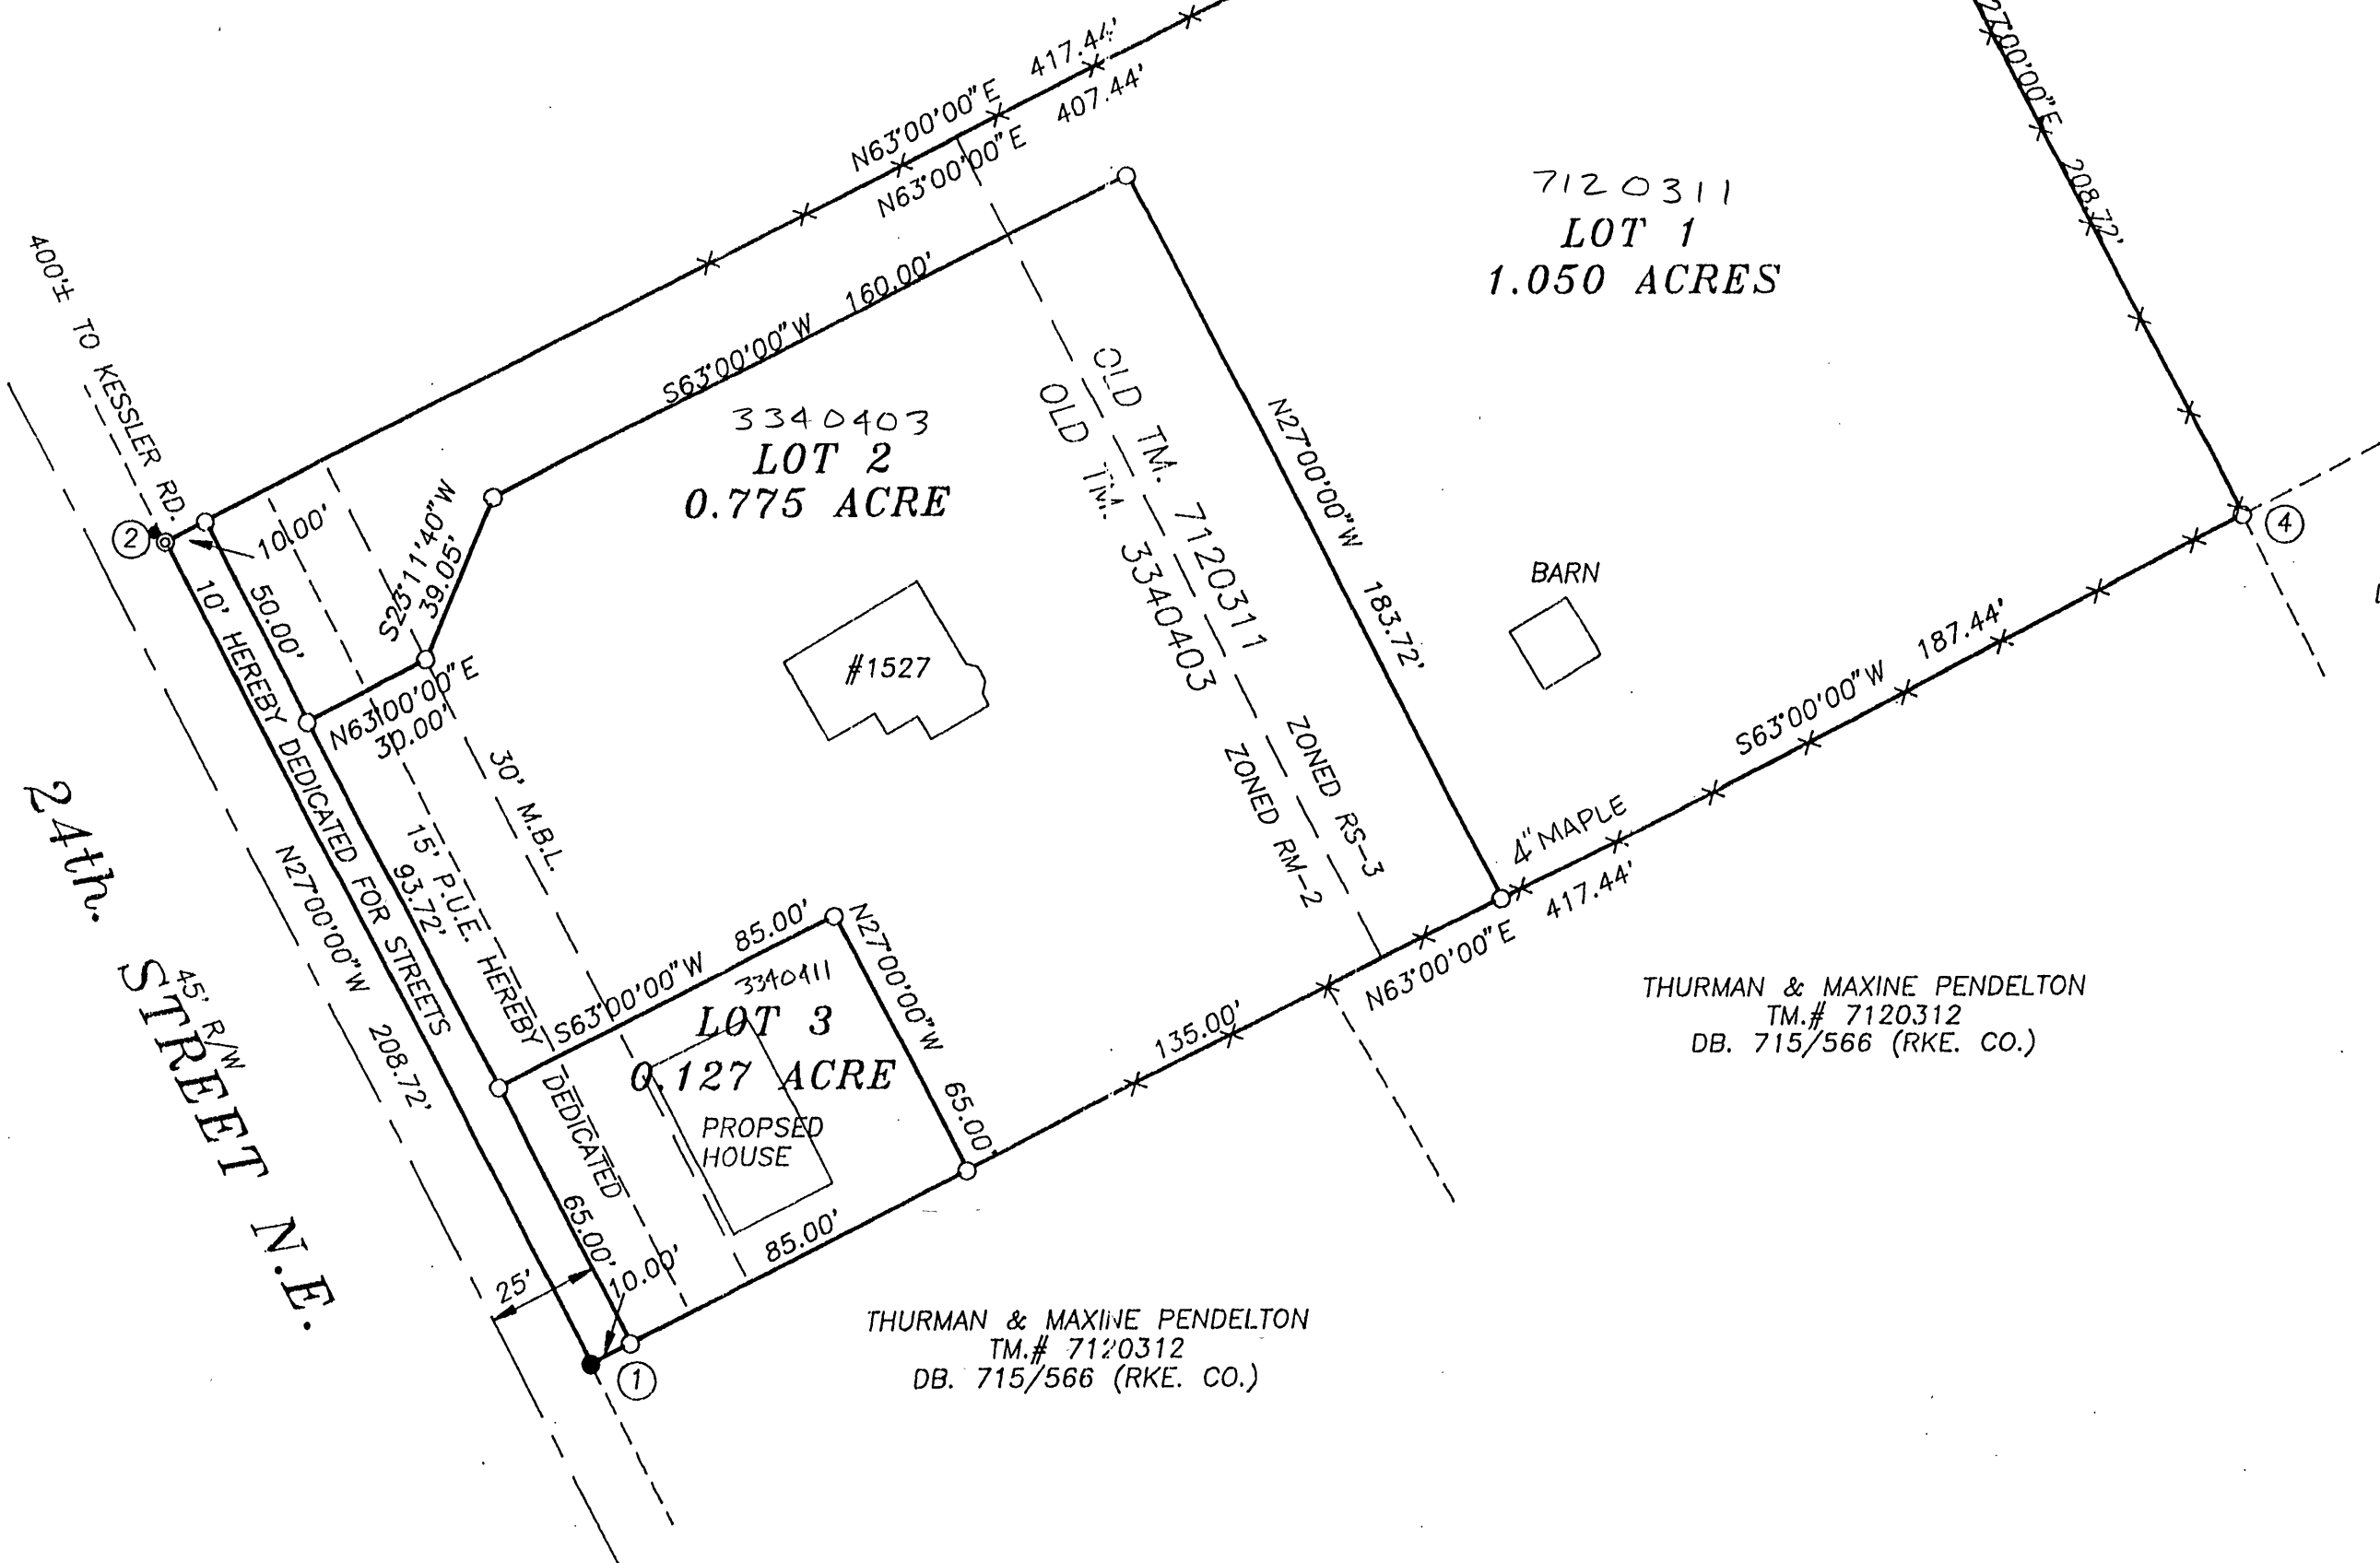 N63°00'00"E 417.44'
N63°00'00"E 407.44'
27°00'00"E 208.72'
7120311
LOT 1
1.050 ACRES
400'± TO KESSLER RD.
S63°00'00"W 160.00'
3340403
LOT 2
0.775 ACRE
OLD TM. 7120311
OLD TM. 3340403
N27°00'00"W 183.72'
2
10.00'
50.00'
S23°11'40"W
39.05'
4
BARN
#1527
10' HEREBY DEDICATED FOR STREETS
N63°00'00"E
30.00'
30' M.B.L.
ZONED RS-3
ZONED RM-2
S63°00'00"W 187.44'
24th. STREET N.E.
45' R/W
N27°00'00"W 208.72'
93.72'
15' P.U.E. HEREBY DEDICATED
4" MAPLE
N63°00'00"E 417.44'
S63°00'00"W 85.00'
N27°00'00"W 65.00'
3340411
LOT 3
0.127 ACRE
PROPSED
HOUSE
135.00'
THURMAN & MAXINE PENDELTON
TM.# 7120312
DB. 715/566 (RKE. CO.)
65.00'
85.00'
25'
10.00'
1
THURMAN & MAXINE PENDELTON
TM.# 7120312
DB. 715/566 (RKE. CO.)